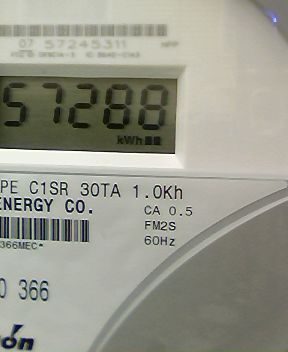 07 57245311
57288
kWh
PE C1SR 30TA 1.0Kh
ENERGY CO.
CA 0.5
FM2S
60Hz
*366MEC*
0 366
ón